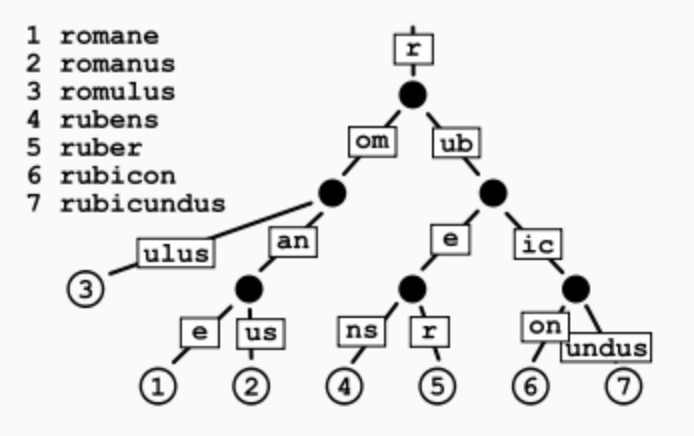 1 romane
2 romanus
3 romulus
4 rubens
5 ruber
6 rubicon
7 rubicundus
r
om ub
ulus an e ic
3
e us ns r on undus
1 2 4 5 6 7